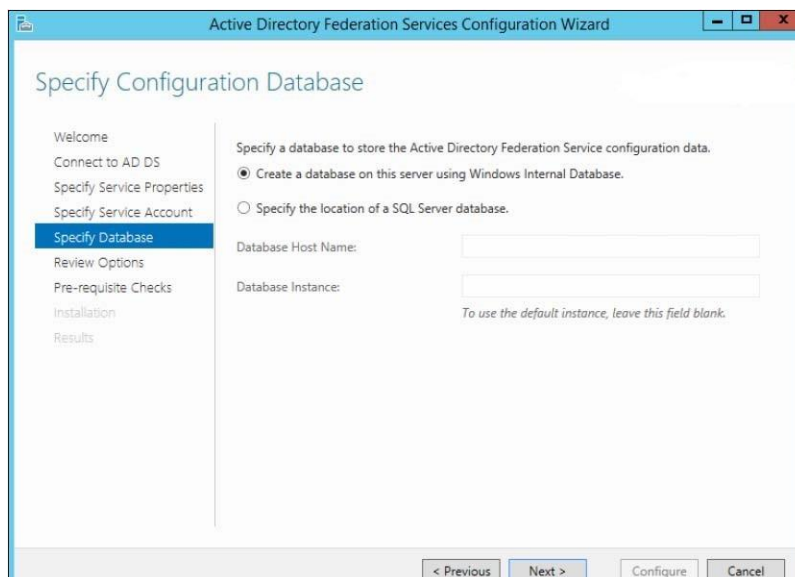 Active Directory Federation Services Configuration Wizard
Specify Configuration Database
Welcome
Connect to AD DS
Specify Service Properties
Specify Service Account
Specify Database
Review Options
Pre-requisite Checks
Installation
Results
Specify a database to store the Active Directory Federation Service configuration data.
Create a database on this server using Windows Internal Database.
Specify the location of a SQL Server database.
Database Host Name:
Database Instance:
To use the default instance, leave this field blank.
< Previous
Next >
Configure
Cancel